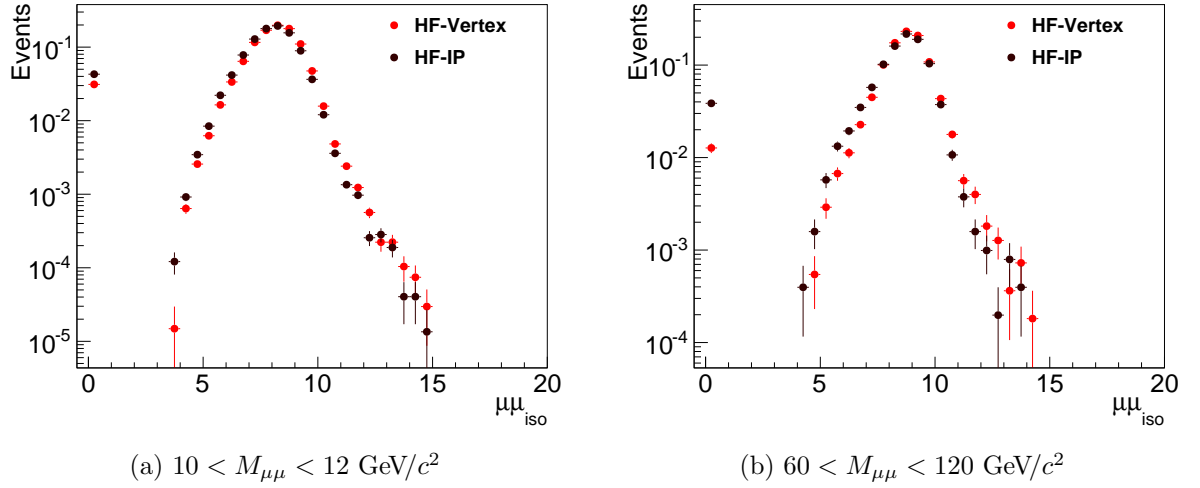 Events
10⁻¹
10⁻²
10⁻³
10⁻⁴
10⁻⁵
HF-Vertex
HF-IP
0 5 10 15 20
μμ_iso
(a) 10 < M_μμ < 12 GeV/c²
Events
10⁻¹
10⁻²
10⁻³
10⁻⁴
HF-Vertex
HF-IP
0 5 10 15 20
μμ_iso
(b) 60 < M_μμ < 120 GeV/c²